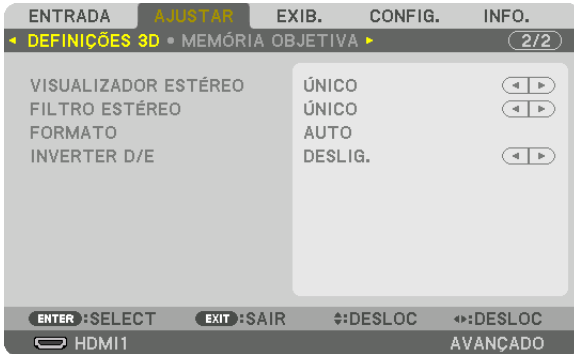 ENTRADA AJUSTAR EXIB. CONFIG. INFO.
DEFINIÇÕES 3D • MEMÓRIA OBJETIVA 2/2
VISUALIZADOR ESTÉREO ÚNICO
FILTRO ESTÉREO ÚNICO
FORMATO AUTO
INVERTER D/E DESLIG.
ENTER :SELECT EXIT :SAIR :DESLOC :DESLOC
HDMI1 AVANÇADO